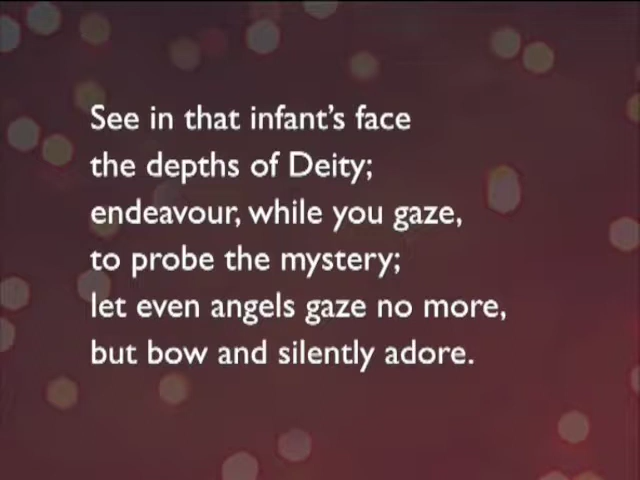 See in that infant's face
the depths of Deity;
endeavour, while you gaze,
to probe the mystery;
let even angels gaze no more,
but bow and silently adore.